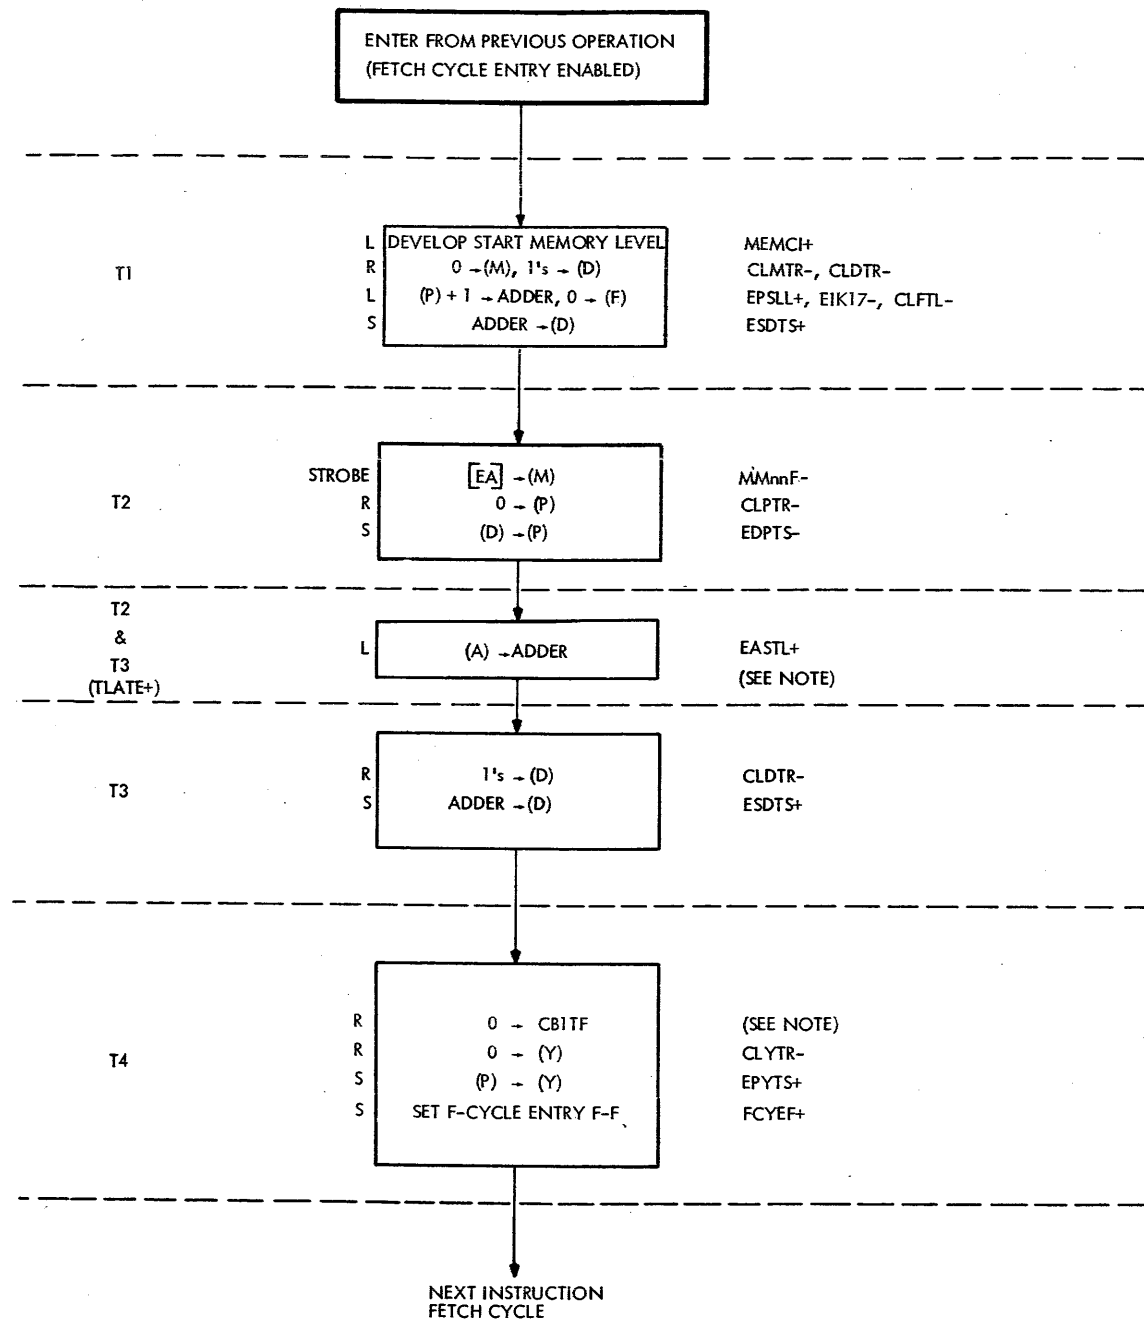 ENTER FROM PREVIOUS OPERATION
(FETCH CYCLE ENTRY ENABLED)
T1
L DEVELOP START MEMORY LEVEL MEMCI+
R 0 → (M), 1's → (D) CLMTR-, CLDTR-
L (P) + 1 → ADDER, 0 → (F) EPSLL+, EIK17-, CLFTL-
S ADDER → (D) ESDTS+
T2
STROBE [EA] → (M) MMnnF-
R 0 → (P) CLPTR-
S (D) → (P) EDPTS-
T2
&
T3
(TLATE+)
L (A) → ADDER EASTL+
(SEE NOTE)
T3
R 1's → (D) CLDTR-
S ADDER → (D) ESDTS+
T4
R 0 → CBITF (SEE NOTE)
R 0 → (Y) CLYTR-
S (P) → (Y) EPYTS+
S SET F-CYCLE ENTRY F-F FCYEF+
NEXT INSTRUCTION
FETCH CYCLE